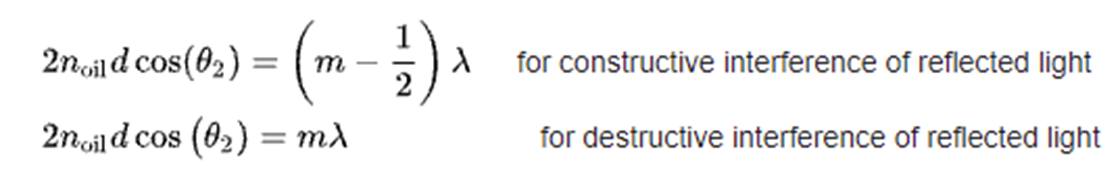 2n_oil d cos(θ_2) = (m − 1/2) λ for constructive interference of reflected light
2n_oil d cos (θ_2) = mλ for destructive interference of reflected light